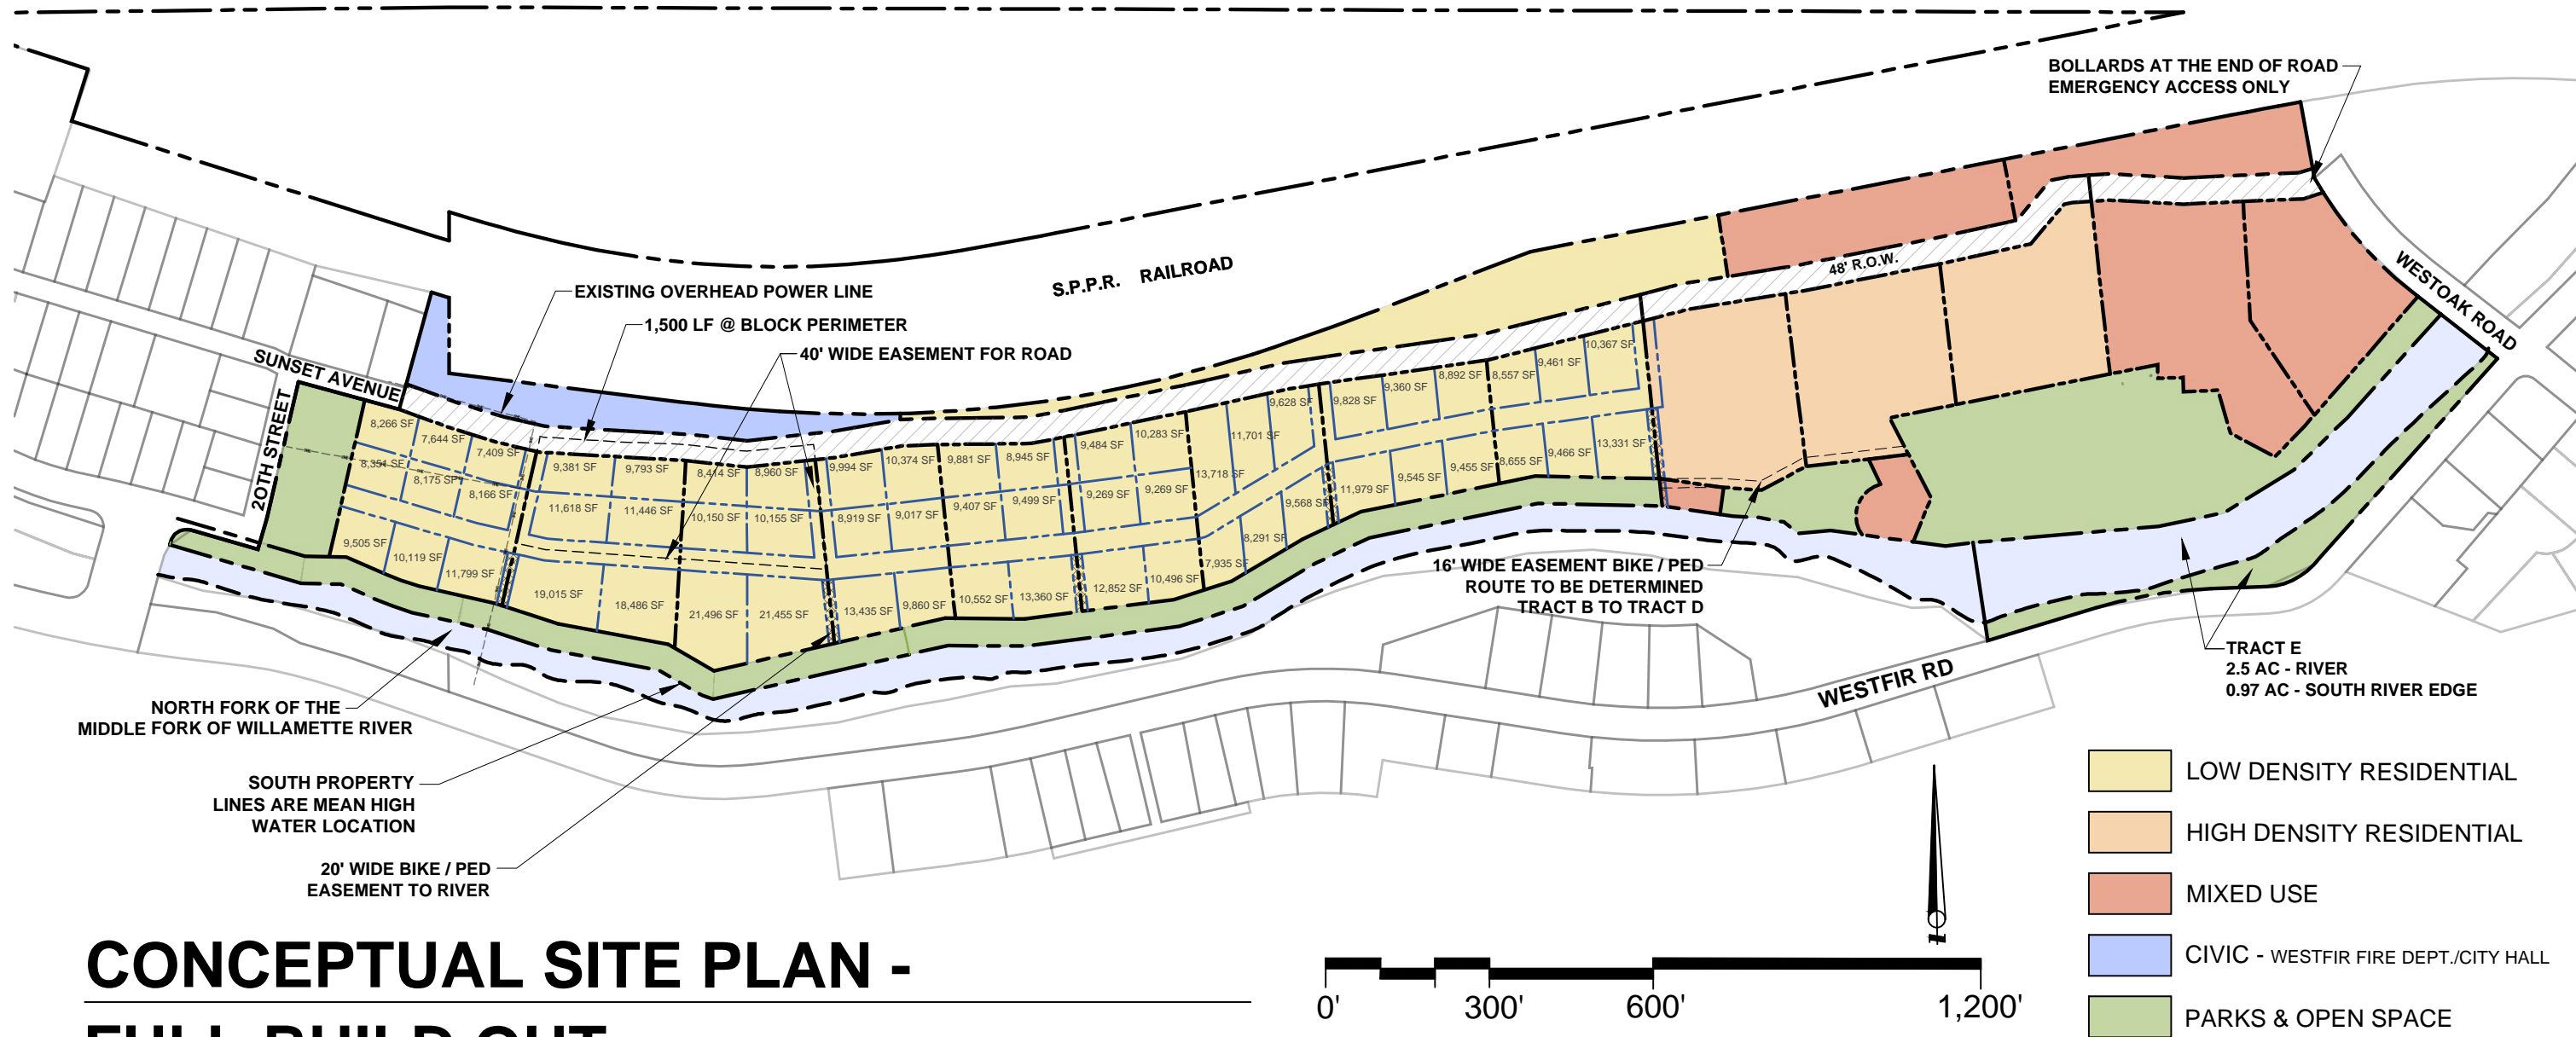 BOLLARDS AT THE END OF ROAD
EMERGENCY ACCESS ONLY
S.P.P.R. RAILROAD
48' R.O.W.
WESTOAK ROAD
EXISTING OVERHEAD POWER LINE
1,500 LF @ BLOCK PERIMETER
40' WIDE EASEMENT FOR ROAD
SUNSET AVENUE
20TH STREET
8,266 SF
7,644 SF
7,409 SF
8,351 SF
8,175 SF
8,166 SF
9,505 SF
10,119 SF
11,799 SF
9,381 SF
9,793 SF
8,414 SF
8,960 SF
11,618 SF
11,446 SF
10,150 SF
10,155 SF
19,015 SF
18,486 SF
21,496 SF
21,455 SF
9,994 SF
10,374 SF
9,881 SF
8,945 SF
8,919 SF
9,017 SF
9,407 SF
9,499 SF
13,435 SF
9,860 SF
10,552 SF
13,360 SF
9,484 SF
10,283 SF
9,269 SF
9,269 SF
12,852 SF
10,496 SF
11,701 SF
9,628 SF
13,718 SF
7,935 SF
8,291 SF
9,568 SF
9,828 SF
9,360 SF
8,892 SF
8,557 SF
9,461 SF
10,367 SF
11,979 SF
9,545 SF
9,455 SF
8,655 SF
9,466 SF
13,331 SF
16' WIDE EASEMENT BIKE / PED
ROUTE TO BE DETERMINED
TRACT B TO TRACT D
WESTFIR RD
TRACT E
2.5 AC - RIVER
0.97 AC - SOUTH RIVER EDGE
NORTH FORK OF THE
MIDDLE FORK OF WILLAMETTE RIVER
SOUTH PROPERTY
LINES ARE MEAN HIGH
WATER LOCATION
20' WIDE BIKE / PED
EASEMENT TO RIVER
LOW DENSITY RESIDENTIAL
HIGH DENSITY RESIDENTIAL
MIXED USE
CIVIC - WESTFIR FIRE DEPT./CITY HALL
PARKS & OPEN SPACE
n
0' 300' 600' 1,200'
CONCEPTUAL SITE PLAN -
FULL BUILD OUT